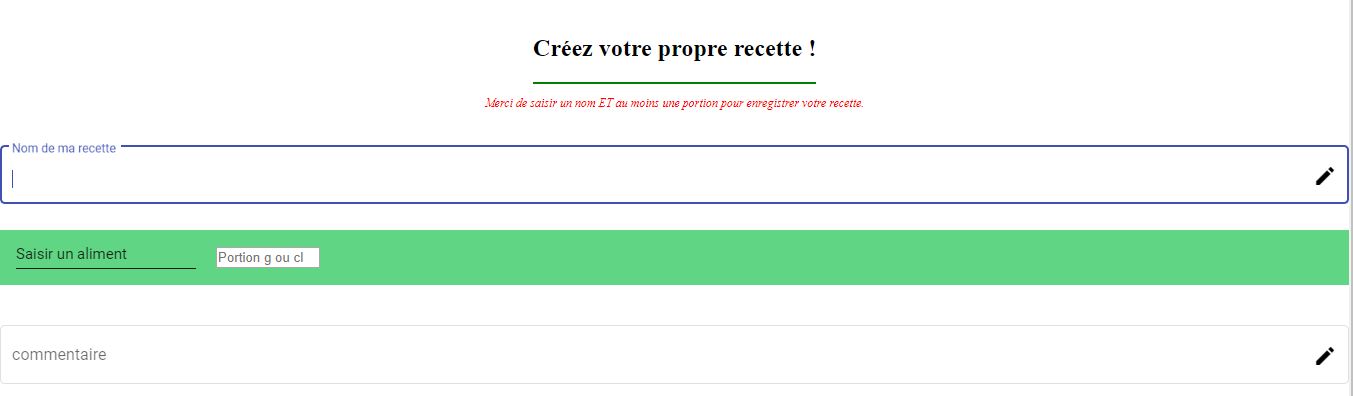 Créez votre propre recette !
Merci de saisir un nom ET au moins une portion pour enregistrer votre recette.
Nom de ma recette
Saisir un aliment Portion g ou cl
commentaire